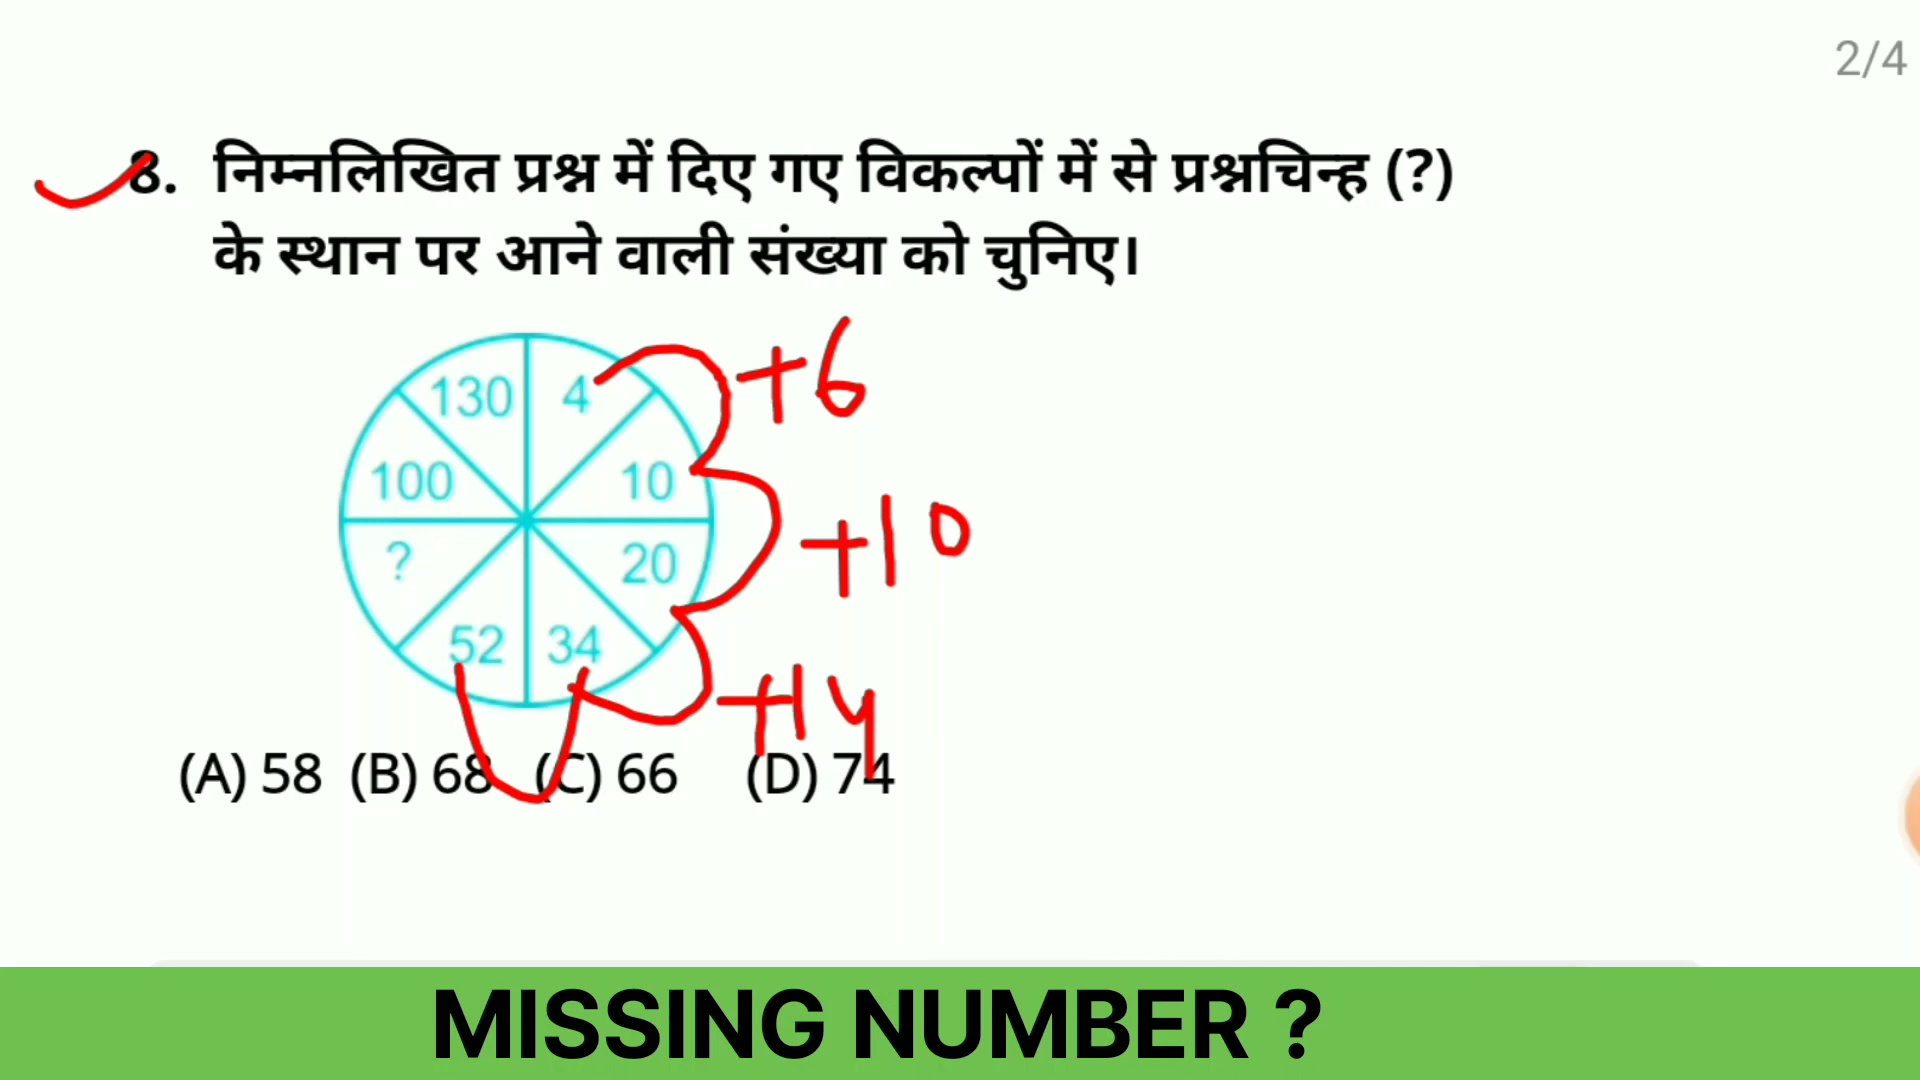 2/4
8. निम्नलिखित प्रश्न में दिए गए विकल्पों में से प्रश्नचिन्ह (?)
के स्थान पर आने वाली संख्या को चुनिए।
130 4 +6
100 10
+10
? 20
52 34
+14
(A) 58 (B) 68 (C) 66 (D) 74
MISSING NUMBER ?